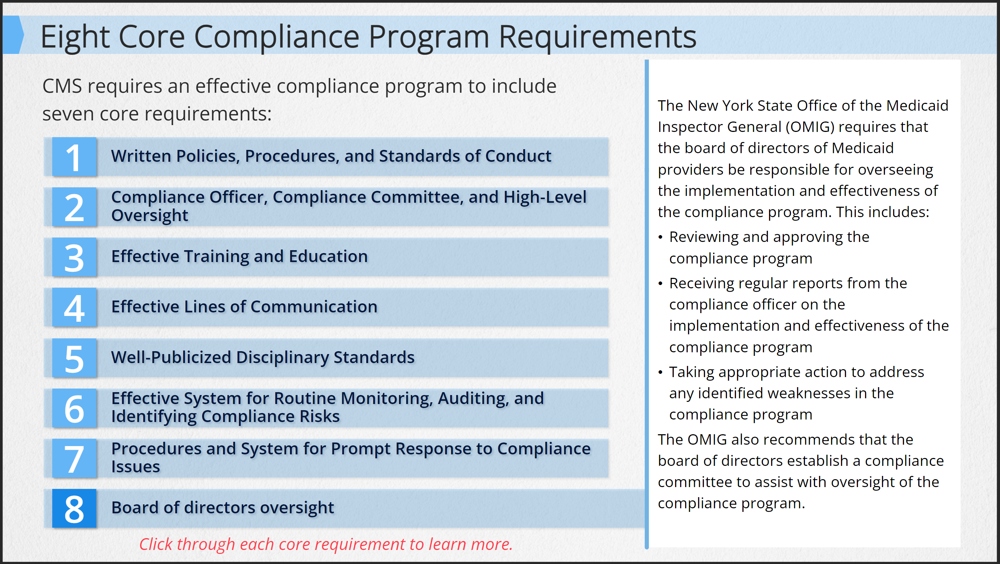 Eight Core Compliance Program Requirements
CMS requires an effective compliance program to include
seven core requirements:
1
Written Policies, Procedures, and Standards of Conduct
2
Compliance Officer, Compliance Committee, and High-Level
Oversight
3
Effective Training and Education
4
Effective Lines of Communication
5
Well-Publicized Disciplinary Standards
6
Effective System for Routine Monitoring, Auditing, and
Identifying Compliance Risks
7
Procedures and System for Prompt Response to Compliance
Issues
8
Board of directors oversight
Click through each core requirement to learn more.
The New York State Office of the Medicaid
Inspector General (OMIG) requires that
the board of directors of Medicaid
providers be responsible for overseeing
the implementation and effectiveness of
the compliance program. This includes:
• Reviewing and approving the
compliance program
• Receiving regular reports from the
compliance officer on the
implementation and effectiveness of the
compliance program
• Taking appropriate action to address
any identified weaknesses in the
compliance program
The OMIG also recommends that the
board of directors establish a compliance
committee to assist with oversight of the
compliance program.